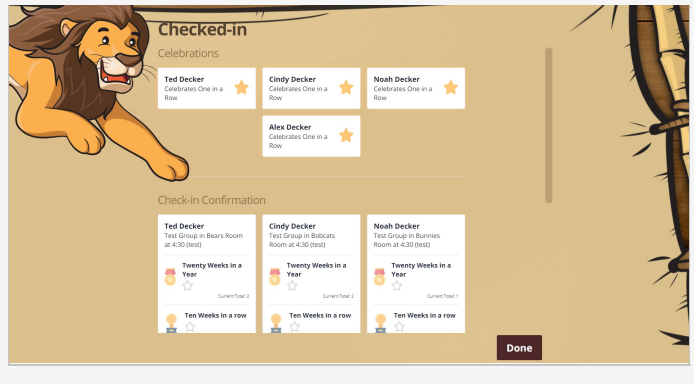 Checked-in
Celebrations
Ted Decker
Celebrates One in a
Row
Cindy Decker
Celebrates One in a
Row
Noah Decker
Celebrates One in a
Row
Alex Decker
Celebrates One in a
Row
Check-in Confirmation
Ted Decker
Test Group in Bears Room
at 4:30 (test)
Twenty Weeks in a
Year
Current Total: 2
Ten Weeks in a row
Cindy Decker
Test Group in Bobcats
Room at 4:30 (test)
Twenty Weeks in a
Year
Current Total: 2
Ten Weeks in a row
Noah Decker
Test Group in Bunnies
Room at 4:30 (test)
Twenty Weeks in a
Year
Current Total: 1
Ten Weeks in a row
Done